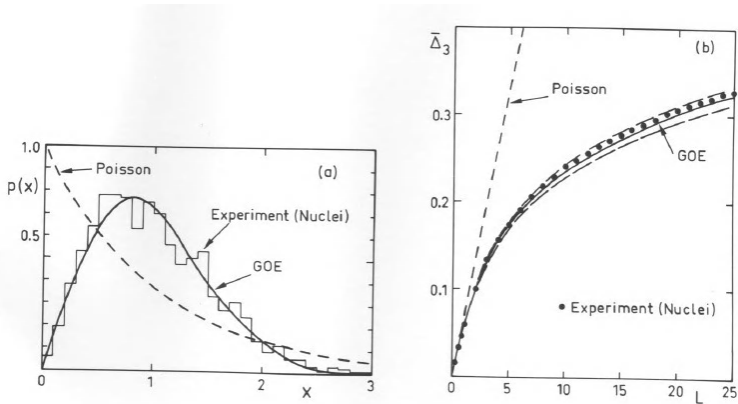 1.0
p(x)
0.5
Poisson
(a)
Experiment (Nuclei)
GOE
0
1
2
3
x
Δ̄₃
(b)
0.3
Poisson
GOE
0.2
0.1
• Experiment (Nuclei)
0
5
10
15
20
25
L